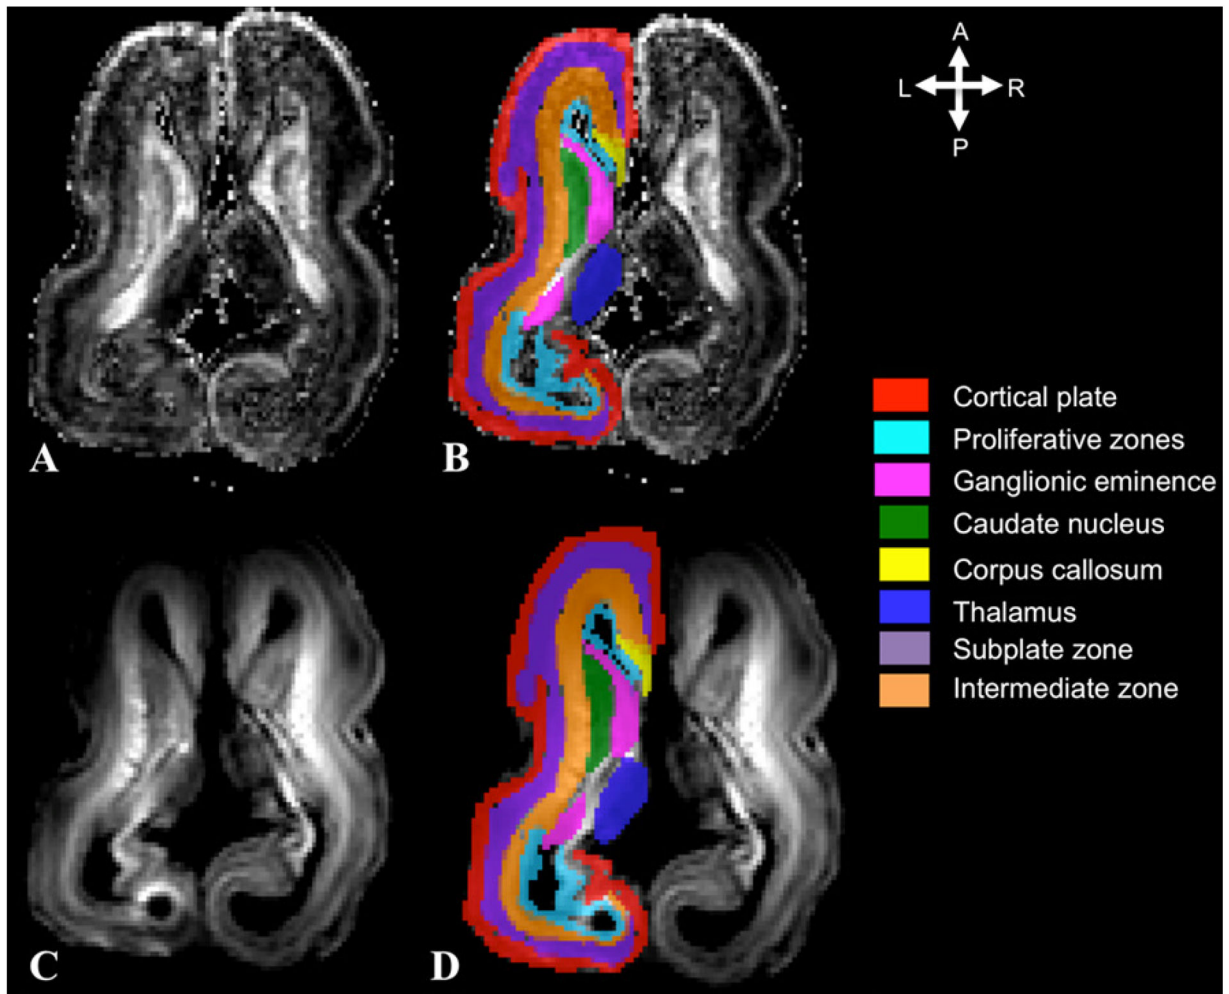 A
L R
P
A
B
Cortical plate
Proliferative zones
Ganglionic eminence
Caudate nucleus
Corpus callosum
Thalamus
Subplate zone
Intermediate zone
C
D